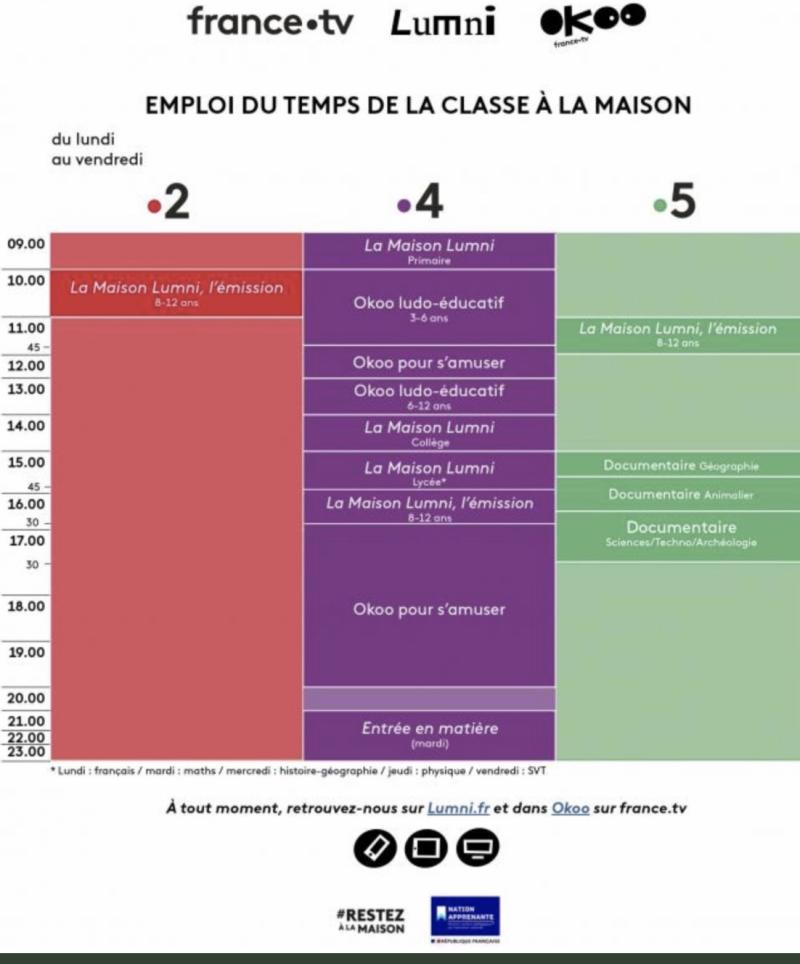 france•tv Lumni OKOO
france•tv
EMPLOI DU TEMPS DE LA CLASSE À LA MAISON
du lundi
au vendredi
•2 •4 •5
09.00
La Maison Lumni
Primaire
10.00
La Maison Lumni, l'émission
8-12 ans
Okoo ludo-éducatif
3-6 ans
11.00
La Maison Lumni, l'émission
8-12 ans
45
12.00
Okoo pour s'amuser
13.00
Okoo ludo-éducatif
6-12 ans
14.00
La Maison Lumni
Collège
15.00
La Maison Lumni
Lycée*
Documentaire Géographie
45
16.00
La Maison Lumni, l'émission
8-12 ans
Documentaire Animalier
30
17.00
Documentaire
Sciences/Techno/Archéologie
30
18.00
Okoo pour s'amuser
19.00
20.00
21.00
22.00
23.00
Entrée en matière
(mardi)
* Lundi : français / mardi : maths / mercredi : histoire-géographie / jeudi : physique / vendredi : SVT
À tout moment, retrouvez-nous sur Lumni.fr et dans Okoo sur france.tv
#RESTEZ
À LA MAISON
NATION
APPRENANTE
RÉPUBLIQUE FRANÇAISE